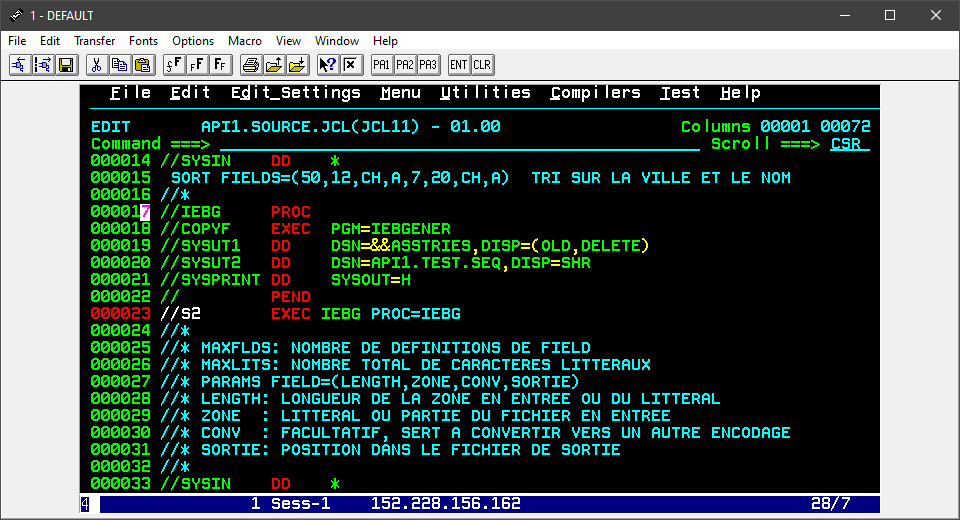 1 - DEFAULT
File Edit Transfer Fonts Options Macro View Window Help
PA1 PA2 PA3 ENT CLR
File Edit Edit_Settings Menu Utilities Compilers Test Help
EDIT API1.SOURCE.JCL(JCL11) - 01.00 Columns 00001 00072
Command ===> Scroll ===> CSR
000014 //SYSIN DD *
000015 SORT FIELDS=(50,12,CH,A,7,20,CH,A) TRI SUR LA VILLE ET LE NOM
000016 //*
000017 //IEBG PROC
000018 //COPYF EXEC PGM=IEBGENER
000019 //SYSUT1 DD DSN=&&ASSTRIES,DISP=(OLD,DELETE)
000020 //SYSUT2 DD DSN=API1.TEST.SEQ,DISP=SHR
000021 //SYSPRINT DD SYSOUT=H
000022 // PEND
000023 //S2 EXEC IEBG PROC=IEBG
000024 //*
000025 //* MAXFLDS: NOMBRE DE DEFINITIONS DE FIELD
000026 //* MAXLITS: NOMBRE TOTAL DE CARACTERES LITTERAUX
000027 //* PARAMS FIELD=(LENGTH,ZONE,CONV,SORTIE)
000028 //* LENGTH: LONGUEUR DE LA ZONE EN ENTREE OU DU LITTERAL
000029 //* ZONE : LITTERAL OU PARTIE DU FICHIER EN ENTREE
000030 //* CONV : FACULTATIF, SERT A CONVERTIR VERS UN AUTRE ENCODAGE
000031 //* SORTIE: POSITION DANS LE FICHIER DE SORTIE
000032 //*
000033 //SYSIN DD *
4 1 Sess-1 152.228.156.162 28/7